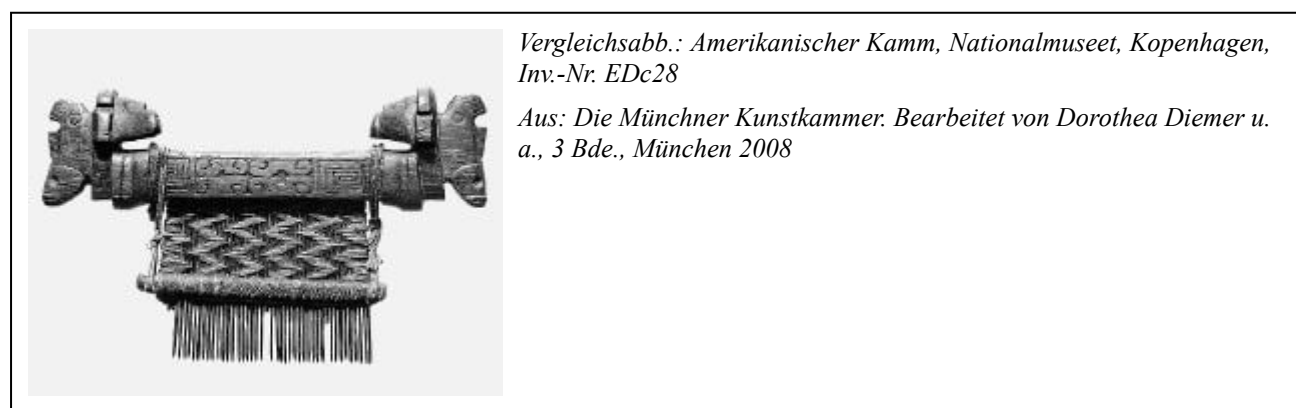 Vergleichsabb.: Amerikanischer Kamm, Nationalmuseet, Kopenhagen,
Inv.-Nr. EDc28
Aus: Die Münchner Kunstkammer. Bearbeitet von Dorothea Diemer u.
a., 3 Bde., München 2008